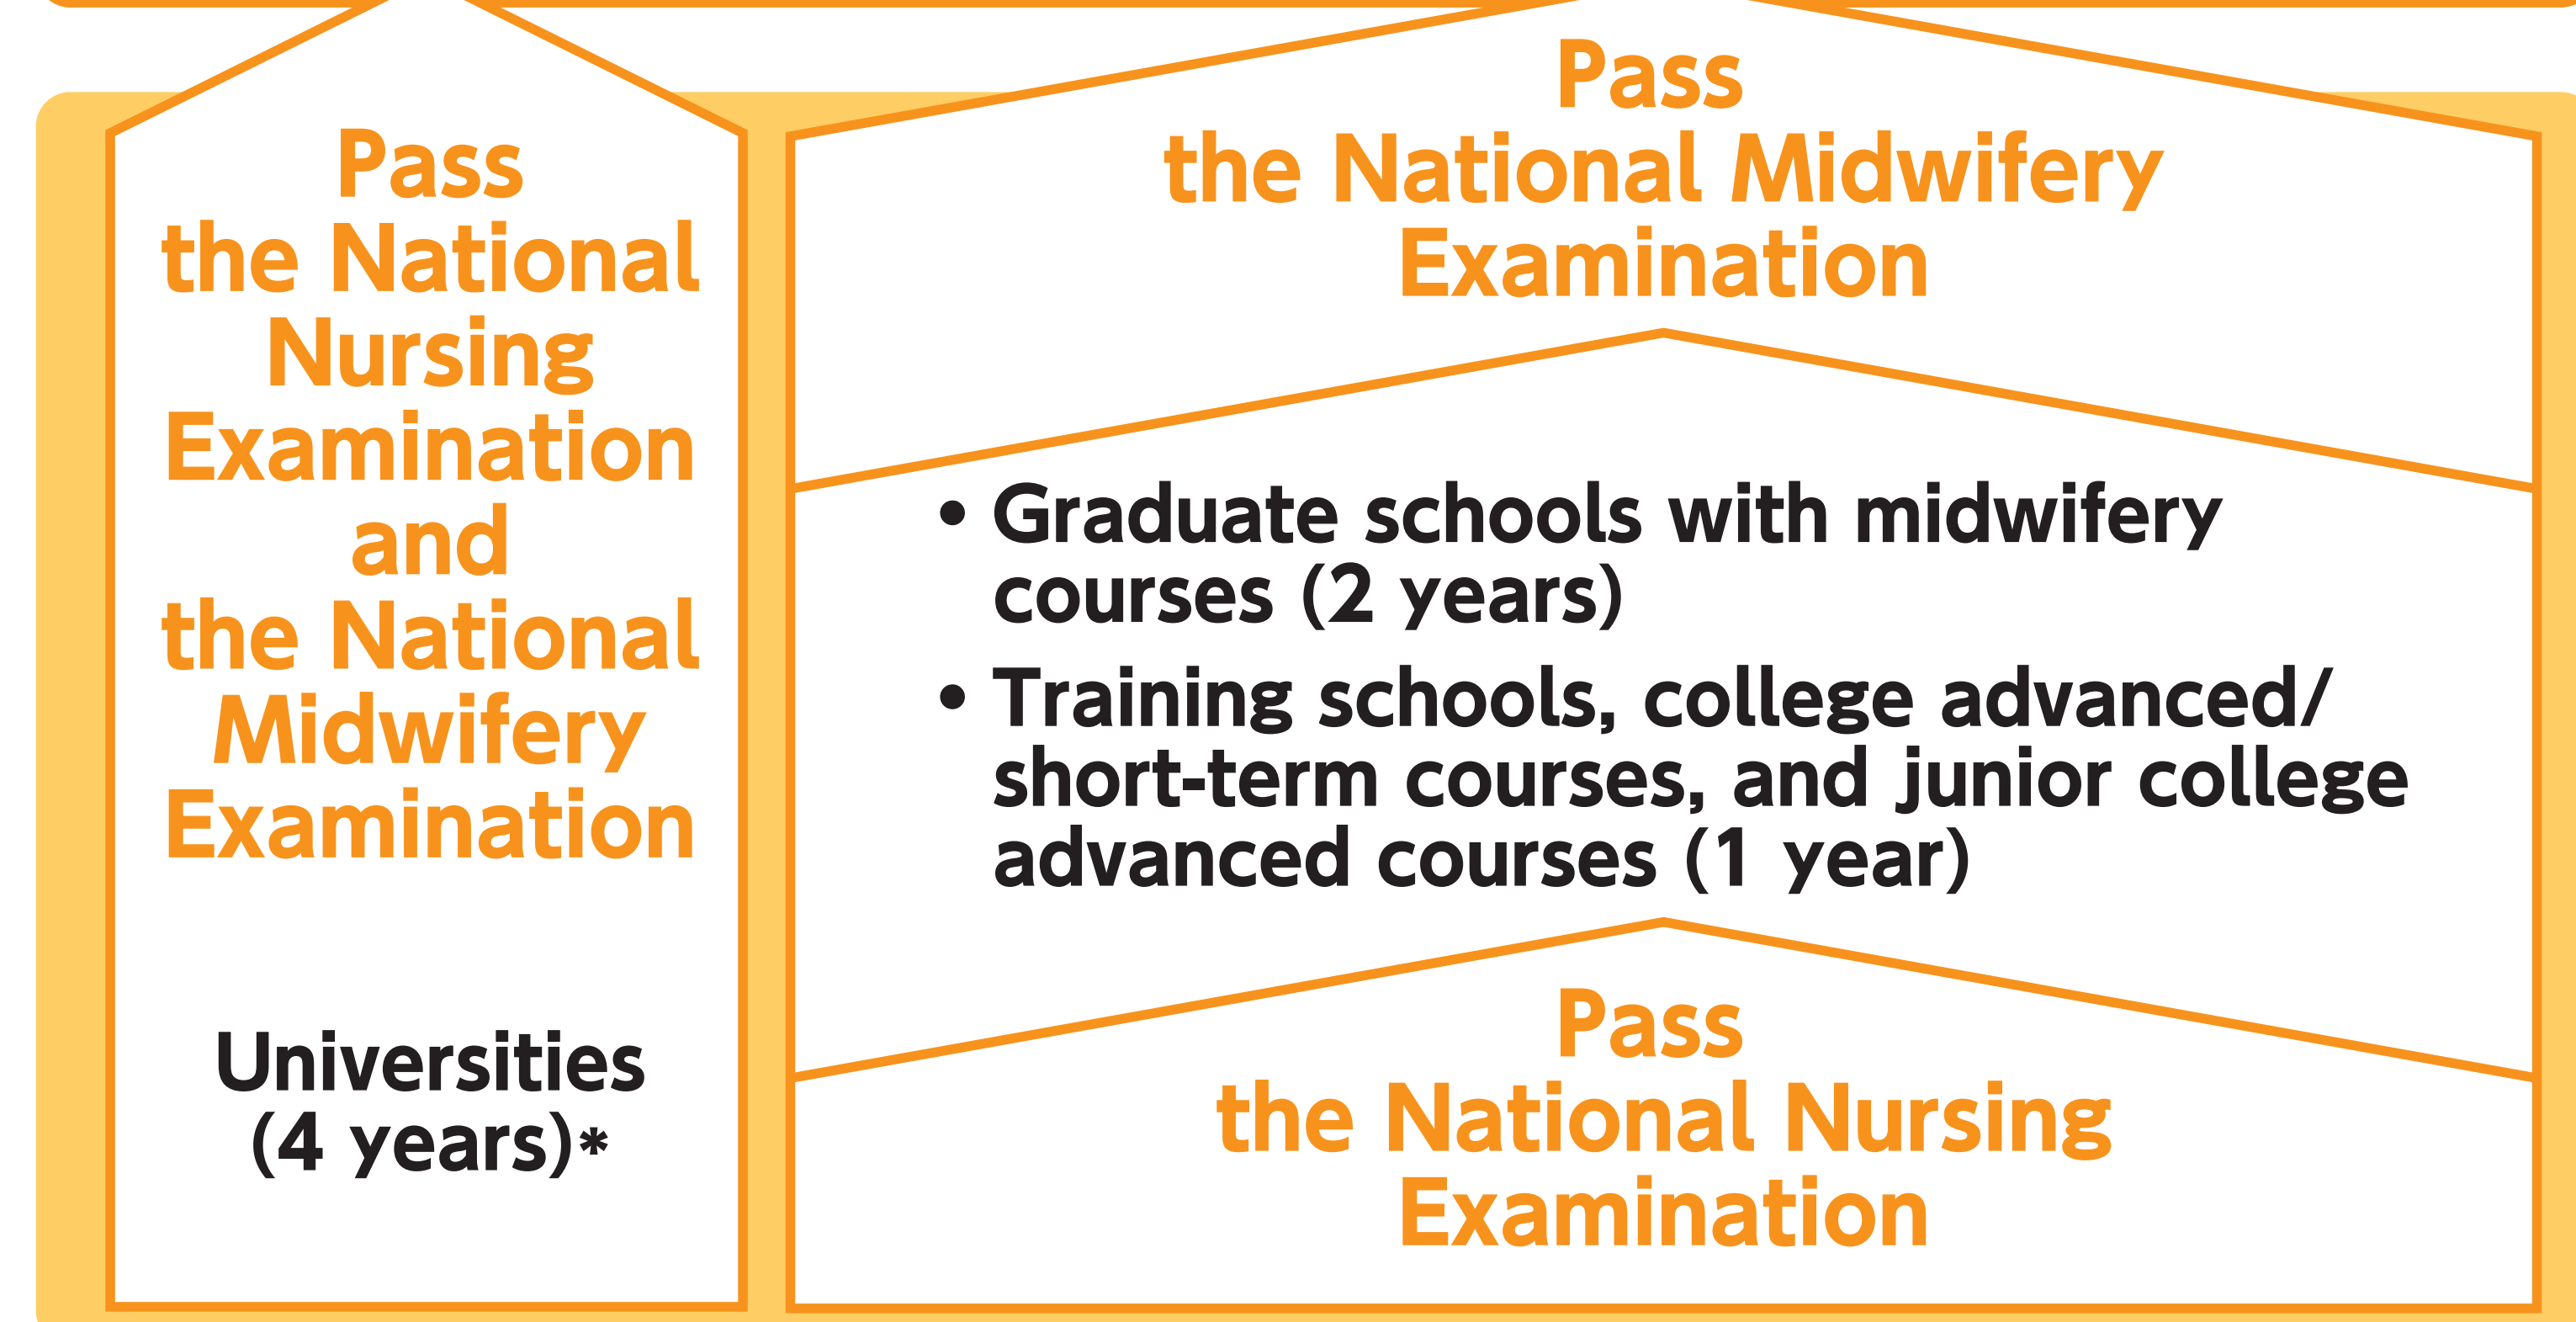 Pass
the National
Nursing
Examination
and
the National
Midwifery
Examination
Universities
(4 years)*
Pass
the National Midwifery
Examination
• Graduate schools with midwifery
courses (2 years)
• Training schools, college advanced/
short-term courses, and junior college
advanced courses (1 year)
Pass
the National Nursing
Examination